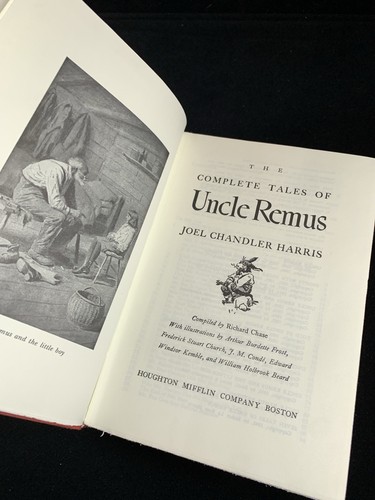 THE
COMPLETE TALES OF
Uncle Remus
JOEL CHANDLER HARRIS
Compiled by Richard Chase
With illustrations by Arthur Burdette Frost,
Frederick Stuart Church, J. M. Condé, Edward
Windsor Kemble, and William Holbrook Beard
HOUGHTON MIFFLIN COMPANY BOSTON
and the little boy